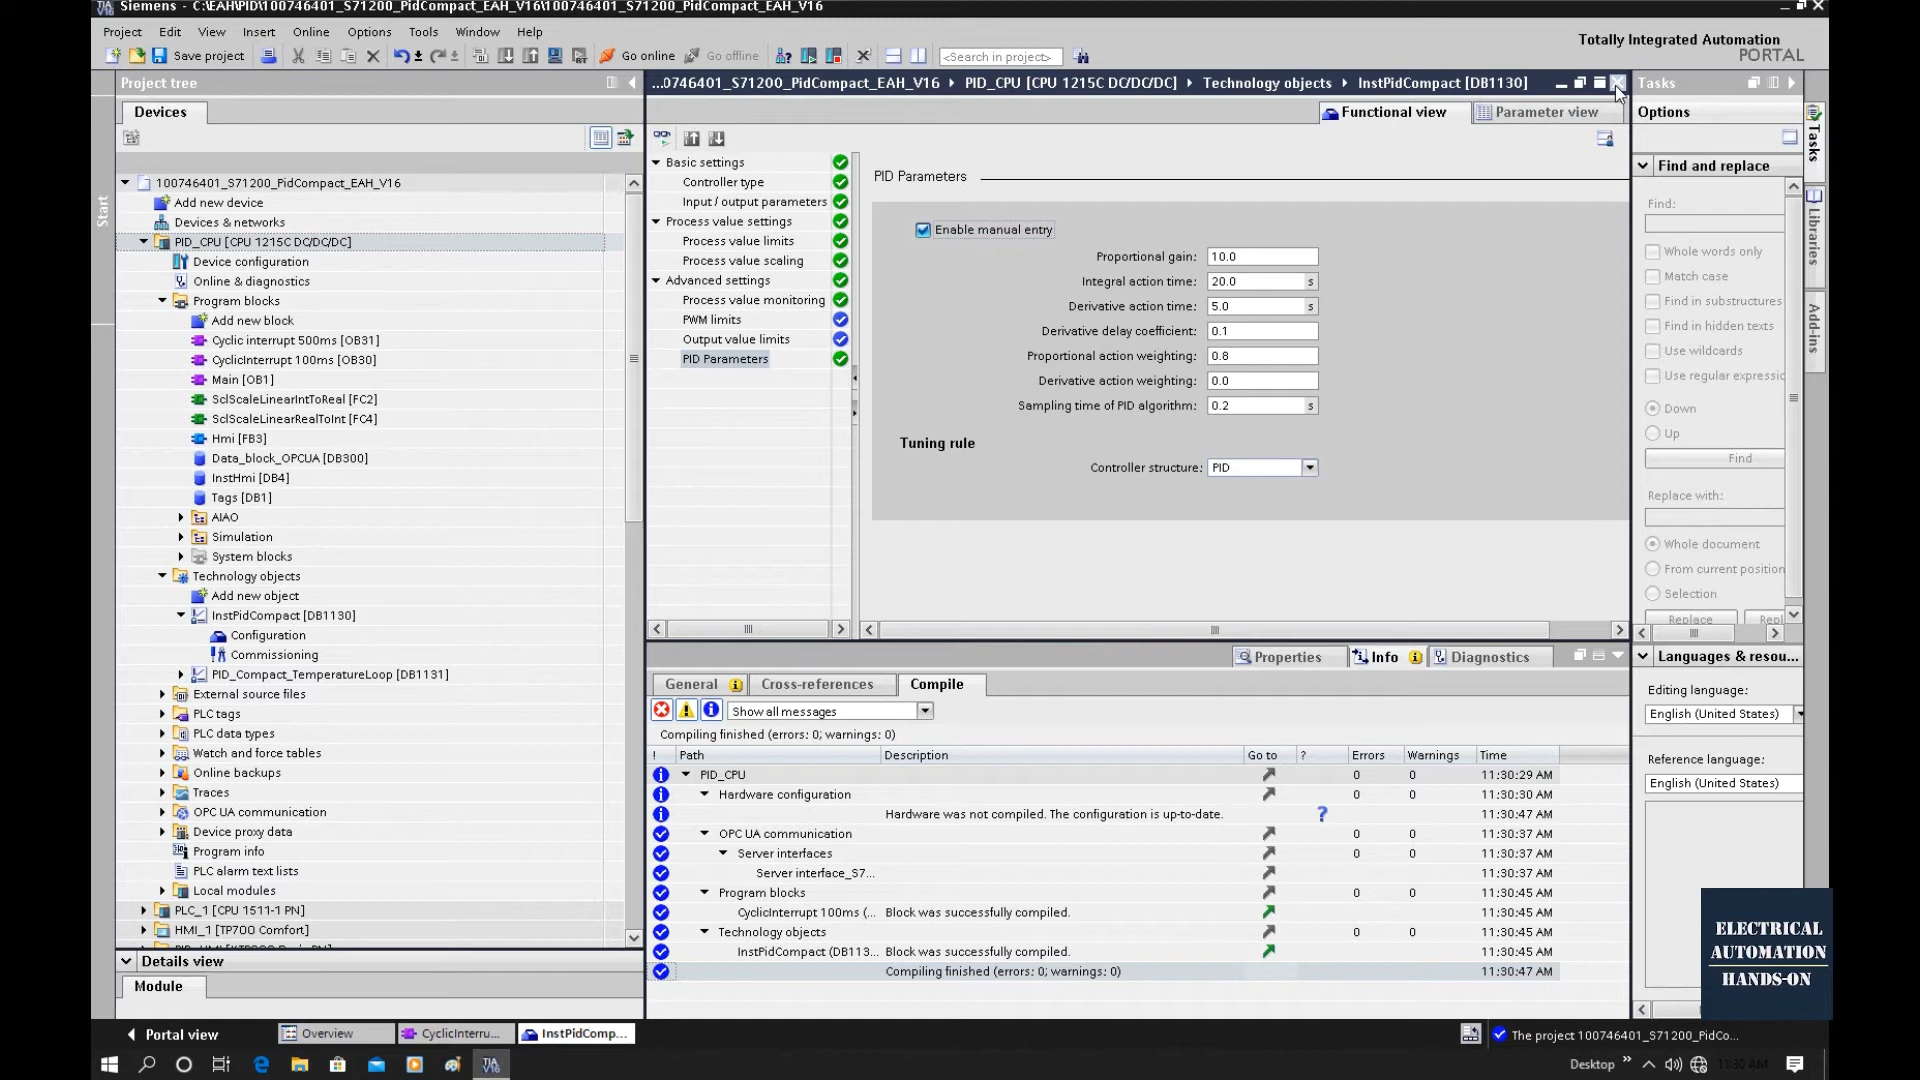 Siemens - C:\EAH\PID\100746401_S71200_PidCompact_EAH_V16\100746401_S71200_PidCompact_EAH_V16
Project Edit View Insert Online Options Tools Window Help
Totally Integrated Automation
PORTAL
Save project
Go online
Go offline
<Search in project>
Project tree
...0746401_S71200_PidCompact_EAH_V16 PID_CPU [CPU 1215C DC/DC/DC] Technology objects InstPidCompact [DB1130]
Tasks
Devices
Functional view
Parameter view
Options
Start
100746401_S71200_PidCompact_EAH_V16
Add new device
Devices & networks
PID_CPU [CPU 1215C DC/DC/DC]
Device configuration
Online & diagnostics
Program blocks
Add new block
Cyclic interrupt 500ms [OB31]
CyclicInterrupt 100ms [OB30]
Main [OB1]
SclScaleLinearIntToReal [FC2]
SclScaleLinearRealToInt [FC4]
Hmi [FB3]
Data_block_OPCUA [DB300]
InstHmi [DB4]
Tags [DB1]
AIAO
Simulation
System blocks
Technology objects
Add new object
InstPidCompact [DB1130]
Configuration
Commissioning
PID_Compact_TemperatureLoop [DB1131]
External source files
PLC tags
PLC data types
Watch and force tables
Online backups
Traces
OPC UA communication
Device proxy data
Program info
PLC alarm text lists
Local modules
PLC_1 [CPU 1511-1 PN]
HMI_1 [TP700 Comfort]
Details view
Module
Basic settings
Controller type
Input / output parameters
Process value settings
Process value limits
Process value scaling
Advanced settings
Process value monitoring
PWM limits
Output value limits
PID Parameters
PID Parameters
Enable manual entry
Proportional gain: 10.0
Integral action time: 20.0 s
Derivative action time: 5.0 s
Derivative delay coefficient: 0.1
Proportional action weighting: 0.8
Derivative action weighting: 0.0
Sampling time of PID algorithm: 0.2 s
Tuning rule
Controller structure: PID
Properties
Info
Diagnostics
General
Cross-references
Compile
Show all messages
Compiling finished (errors: 0; warnings: 0)
! Path Description Go to ? Errors Warnings Time
PID_CPU 0 0 11:30:29 AM
Hardware configuration 0 0 11:30:30 AM
Hardware was not compiled. The configuration is up-to-date. ? 11:30:47 AM
OPC UA communication 0 0 11:30:37 AM
Server interfaces 0 0 11:30:37 AM
Server interface_S7... 11:30:37 AM
Program blocks 0 0 11:30:45 AM
CyclicInterrupt 100ms (... Block was successfully compiled. 11:30:45 AM
Technology objects 0 0 11:30:45 AM
InstPidCompact (DB113... Block was successfully compiled. 11:30:45 AM
Compiling finished (errors: 0; warnings: 0) 11:30:47 AM
Find and replace
Find:
Whole words only
Match case
Find in substructures
Find in hidden texts
Use wildcards
Use regular expressic
Down
Up
Find
Replace with:
Whole document
From current position
Selection
Replace
Repl
Languages & resou...
Editing language:
English (United States)
Reference language:
English (United States)
Tasks
Libraries
Add-ins
ELECTRICAL
AUTOMATION
HANDS-ON
Portal view
Overview
CyclicInterru...
InstPidComp...
The project 100746401_S71200_PidCo...
Desktop